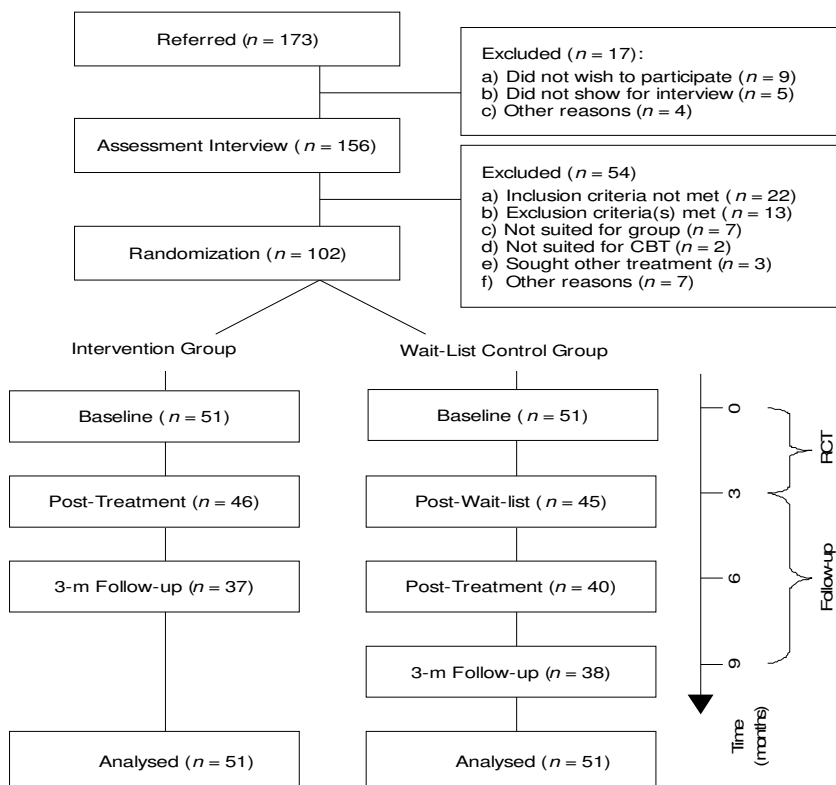 Referred (n = 173)
Excluded (n = 17):
a) Did not wish to participate (n = 9)
b) Did not show for interview (n = 5)
c) Other reasons (n = 4)
Assessment Interview (n = 156)
Excluded (n = 54)
a) Inclusion criteria not met (n = 22)
b) Exclusion criteria(s) met (n = 13)
c) Not suited for group (n = 7)
d) Not suited for CBT (n = 2)
e) Sought other treatment (n = 3)
f) Other reasons (n = 7)
Randomization (n = 102)
Intervention Group
Wait-List Control Group
Baseline (n = 51)
Baseline (n = 51)
Post-Treatment (n = 46)
Post-Wait-list (n = 45)
3-m Follow-up (n = 37)
Post-Treatment (n = 40)
3-m Follow-up (n = 38)
Analysed (n = 51)
Analysed (n = 51)
0
3
6
9
RCT
Follow-up
Time
(months)